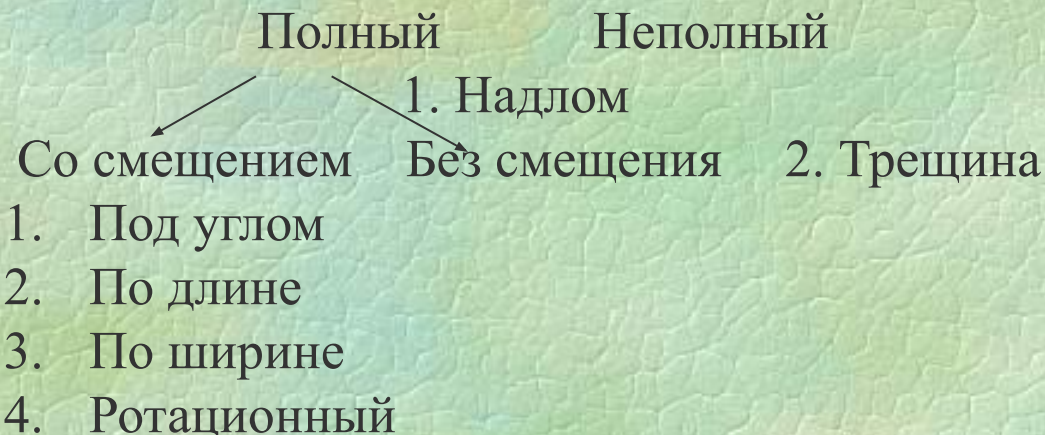 Полный Неполный
1. Надлом
Со смещением Без смещения 2. Трещина
1. Под углом
2. По длине
3. По ширине
4. Ротационный